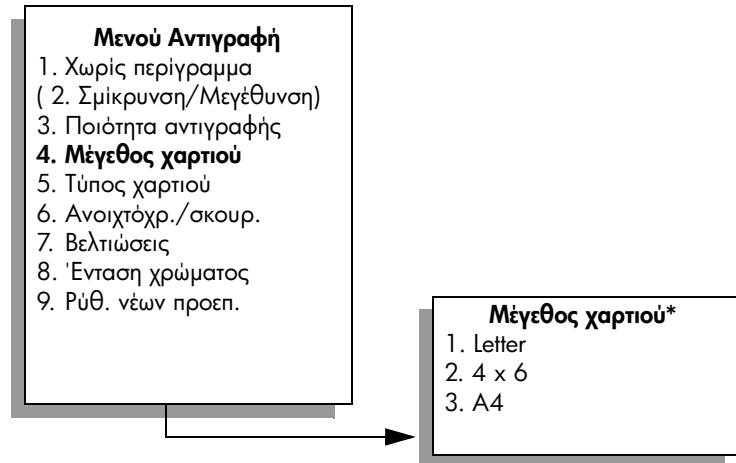 Μενού Αντιγραφή
1. Χωρίς περίγραμμα
( 2. Σμίκρυνση/Μεγέθυνση)
3. Ποιότητα αντιγραφής
4. Μέγεθος χαρτιού
5. Τύπος χαρτιού
6. Ανοιχτόχρ./σκουρ.
7. Βελτιώσεις
8. Ένταση χρώματος
9. Ρύθ. νέων προεπ.
Μέγεθος χαρτιού*
1. Letter
2. 4 x 6
3. A4